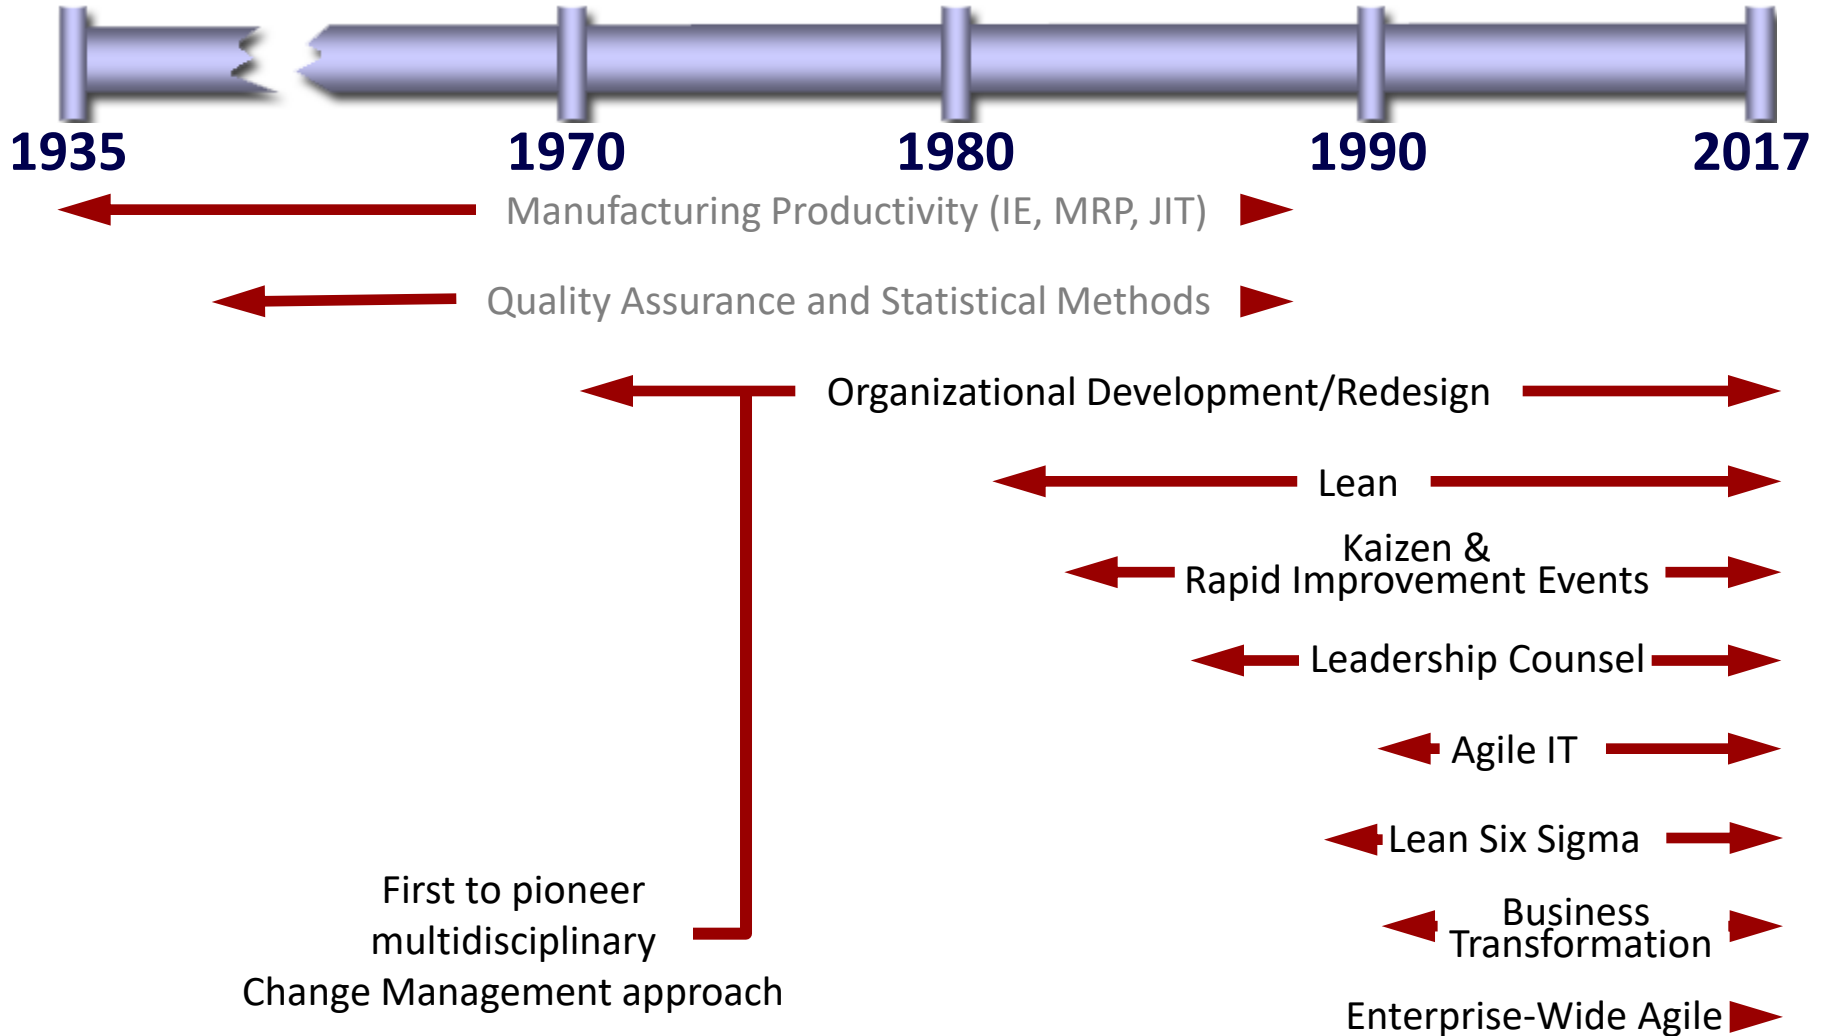 1935
1970
1980
1990
2017
Manufacturing Productivity (IE, MRP, JIT)
Quality Assurance and Statistical Methods
Organizational Development/Redesign
Lean
Kaizen &
Rapid Improvement Events
Leadership Counsel
Agile IT
Lean Six Sigma
First to pioneer
multidisciplinary
Change Management approach
Business
Transformation
Enterprise-Wide Agile